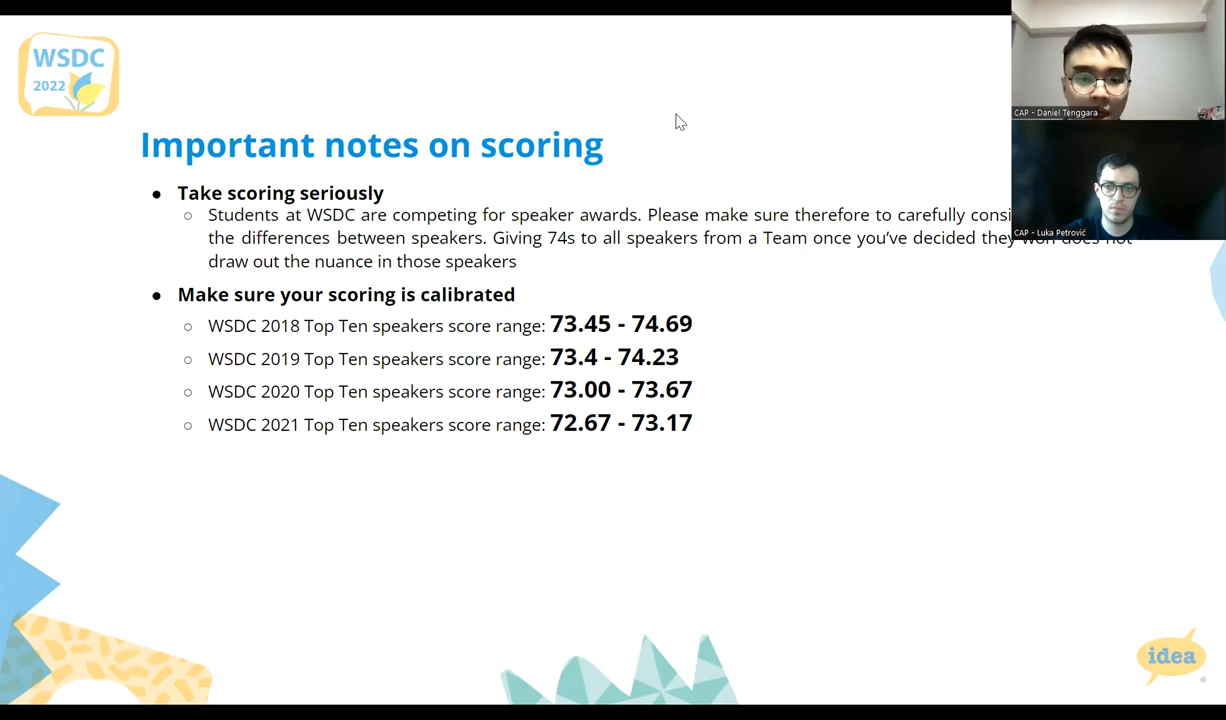 WSDC
2022
CAP - Daniel Tenggara
Important notes on scoring
● Take scoring seriously
○ Students at WSDC are competing for speaker awards. Please make sure therefore to carefully consi
CAP - Luka Petrović
the differences between speakers. Giving 74s to all speakers from a Team once you've decided they won does not
draw out the nuance in those speakers
● Make sure your scoring is calibrated
○ WSDC 2018 Top Ten speakers score range: 73.45 - 74.69
○ WSDC 2019 Top Ten speakers score range: 73.4 - 74.23
○ WSDC 2020 Top Ten speakers score range: 73.00 - 73.67
○ WSDC 2021 Top Ten speakers score range: 72.67 - 73.17
idea